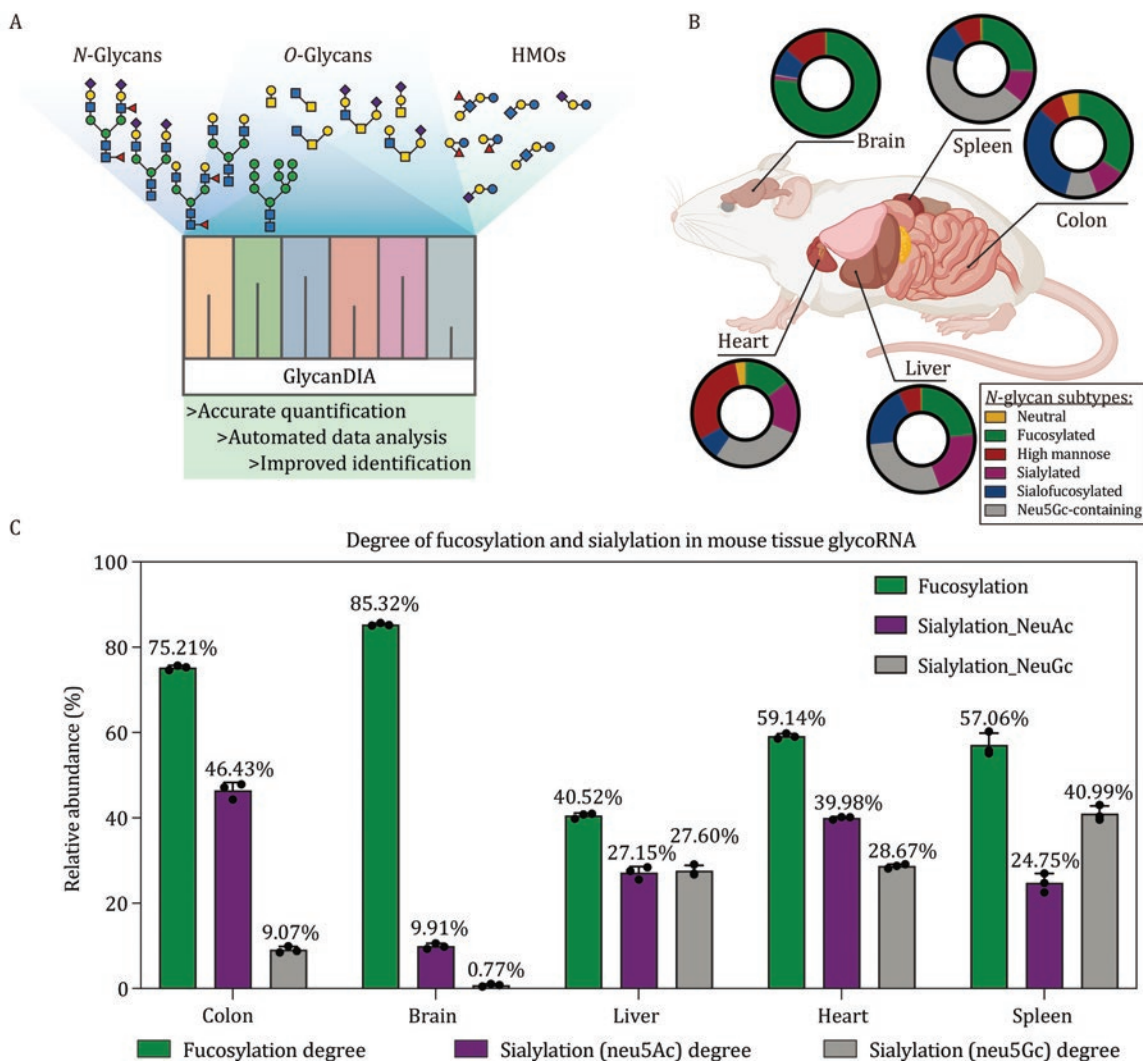 A
N-Glycans
O-Glycans
HMOs
GlycanDIA
>Accurate quantification
>Automated data analysis
>Improved identification
B
Brain
Spleen
Colon
Heart
Liver
N-glycan subtypes:
Neutral
Fucosylated
High mannose
Sialylated
Sialofucosylated
Neu5Gc-containing
C
Degree of fucosylation and sialylation in mouse tissue glycoRNA
Relative abundance (%)
100
80
60
40
20
0
75.21%
46.43%
9.07%
85.32%
9.91%
0.77%
40.52%
27.15%
27.60%
59.14%
39.98%
28.67%
57.06%
24.75%
40.99%
Fucosylation
Sialylation_NeuAc
Sialylation_NeuGc
Colon
Brain
Liver
Heart
Spleen
Fucosylation degree
Sialylation (neu5Ac) degree
Sialylation (neu5Gc) degree